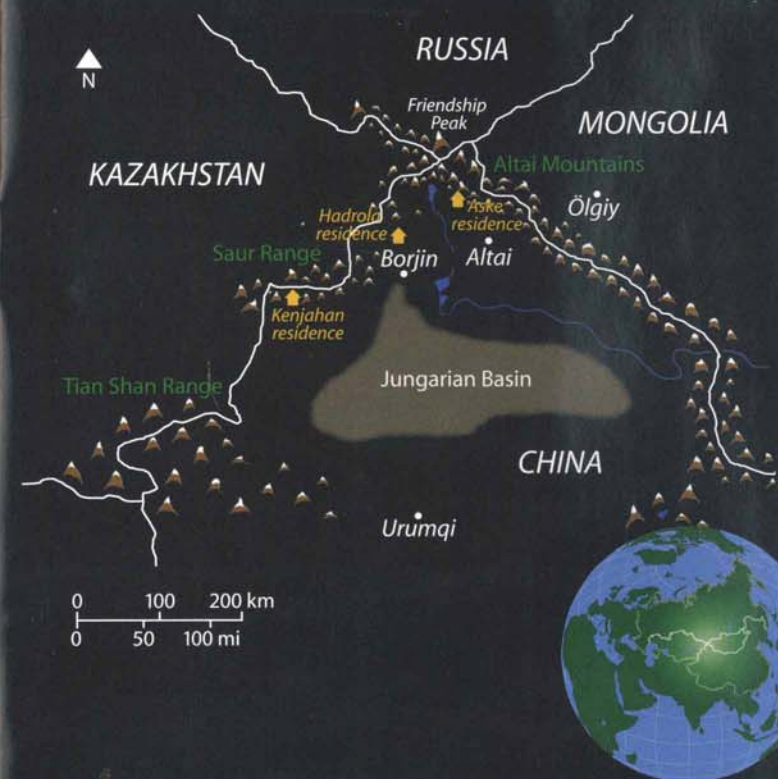 RUSSIA
N
Friendship
Peak
MONGOLIA
KAZAKHSTAN
Altai Mountains
Ölgiy
Hadrola
residence
Aske
residence
Saur Range
Borjin
Altai
Kenjahan
residence
Tian Shan Range
Jungarian Basin
CHINA
Urumqi
0 100 200 km
0 50 100 mi